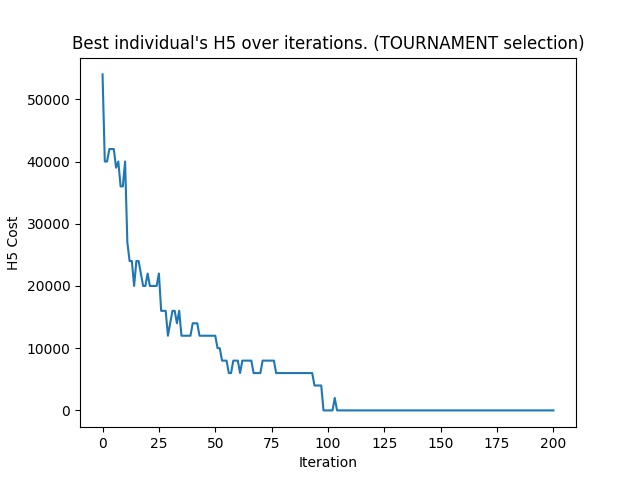 Best individual's H5 over iterations. (TOURNAMENT selection)
50000
40000
30000
20000
10000
0
H5 Cost
0 25 50 75 100 125 150 175 200
Iteration